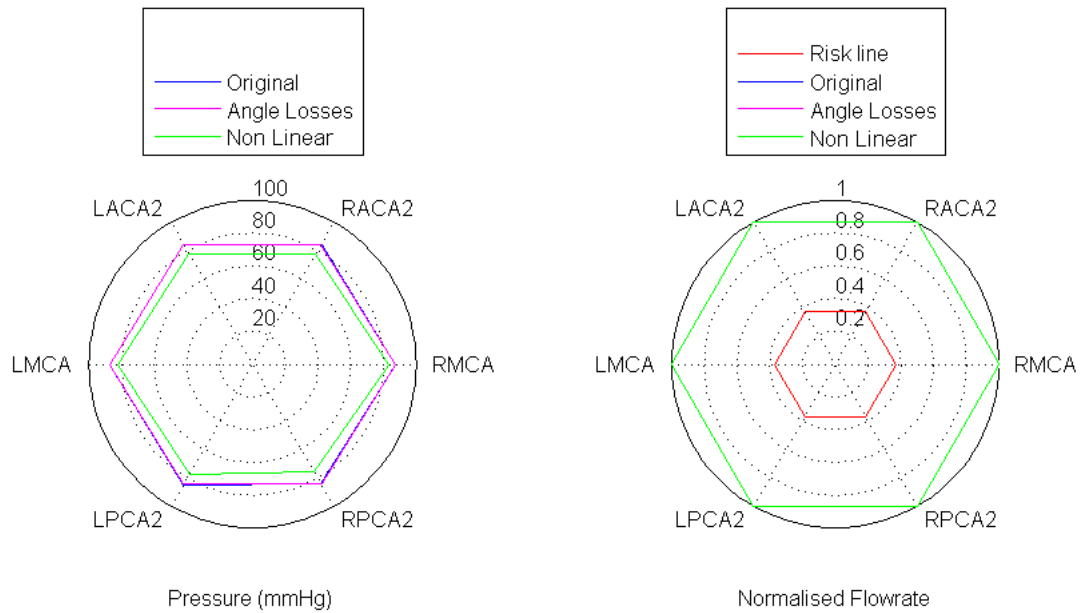 Original
Angle Losses
Non Linear
100
80
60
40
20
LACA2
RACA2
LMCA
RMCA
LPCA2
RPCA2
Pressure (mmHg)
Risk line
Original
Angle Losses
Non Linear
1
0.8
0.6
0.4
0.2
LACA2
RACA2
LMCA
RMCA
LPCA2
RPCA2
Normalised Flowrate